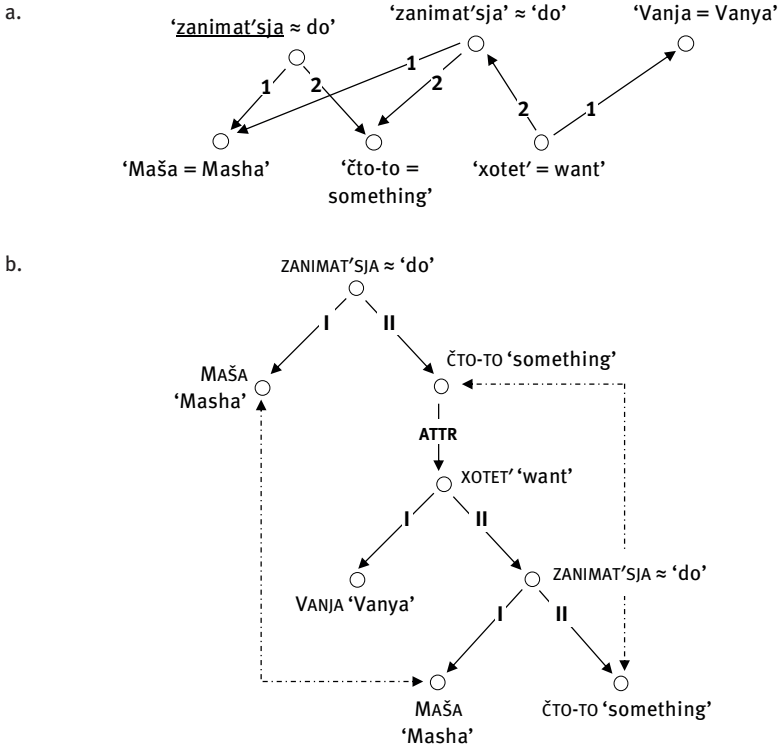 a.
‘zanimat′sja ≈ do’
‘zanimat′sja’ ≈ ‘do’
‘Vanja = Vanya’
1
2
1
2
2
1
‘Maša = Masha’
‘čto-to =
something’
‘xotet′ = want’
b.
ZANIMAT′SJA ≈ ‘do’
I
II
MAŠA
‘Masha’
ČTO-TO ‘something’
ATTR
XOTET′ ‘want’
I
II
VANJA ‘Vanya’
ZANIMAT′SJA ≈ ‘do’
I
II
MAŠA
‘Masha’
ČTO-TO ‘something’